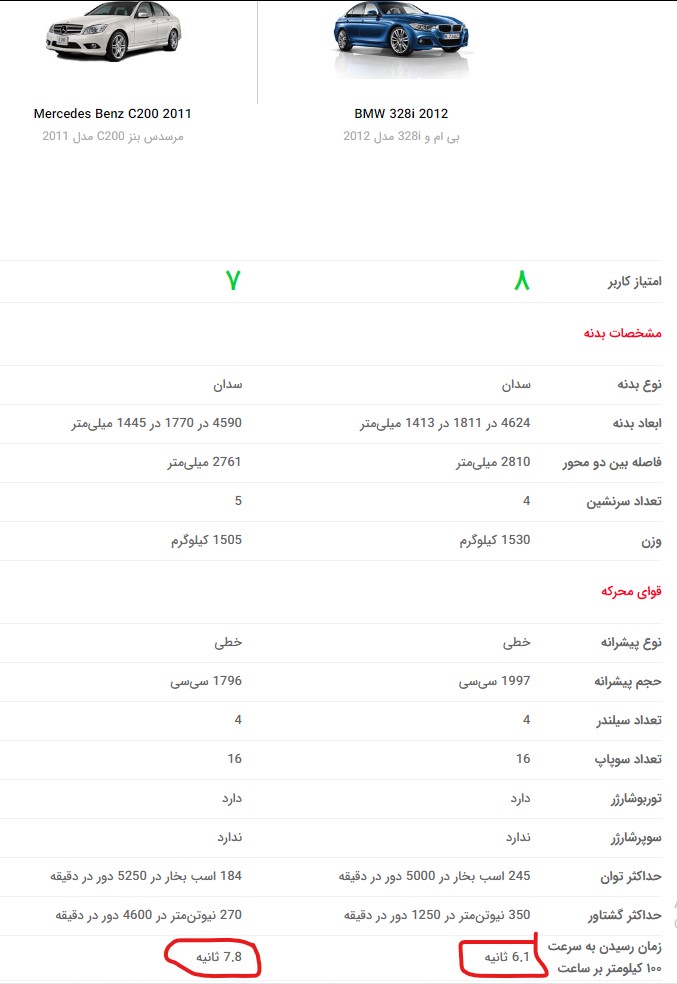 Mercedes Benz C200 2011
BMW 328i 2012
مرسدس بنز C200 مدل 2011
بی ام و 328i مدل 2012
امتیاز کاربر ۸ ۷
مشخصات بدنه
نوع بدنه سدان سدان
ابعاد بدنه 4624 در 1811 در 1413 میلی‌متر 4590 در 1770 در 1445 میلی‌متر
فاصله بین دو محور 2810 میلی‌متر 2761 میلی‌متر
تعداد سرنشین 4 5
وزن 1530 کیلوگرم 1505 کیلوگرم
قوای محرکه
نوع پیشرانه خطی خطی
حجم پیشرانه 1997 سی‌سی 1796 سی‌سی
تعداد سیلندر 4 4
تعداد سوپاپ 16 16
توربوشارژر دارد دارد
سوپرشارژر ندارد ندارد
حداکثر توان 245 اسب بخار در 5000 دور در دقیقه 184 اسب بخار در 5250 دور در دقیقه
حداکثر گشتاور 350 نیوتن‌متر در 1250 دور در دقیقه 270 نیوتن‌متر در 4600 دور در دقیقه
زمان رسیدن به سرعت
۱۰۰ کیلومتر بر ساعت 6.1 ثانیه 7.8 ثانیه